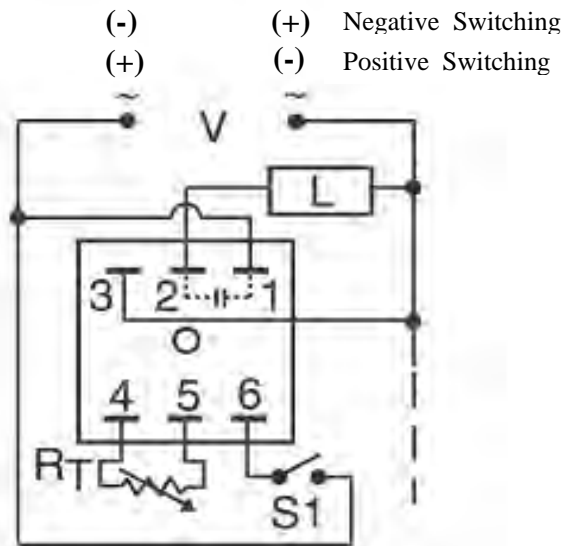 (-) (+) Negative Switching
(+) (-) Positive Switching
~ ~
V
L
3 2 1
4 5 6
RT
S1